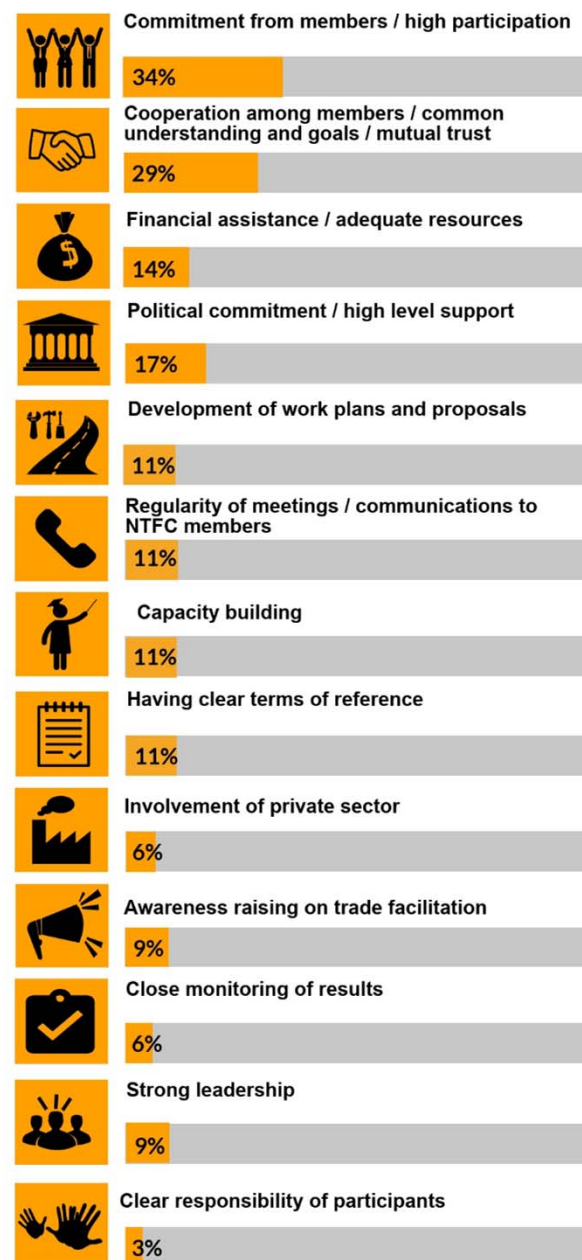 Commitment from members / high participation
34%
Cooperation among members / common
understanding and goals / mutual trust
29%
Financial assistance / adequate resources
$
14%
Political commitment / high level support
17%
Development of work plans and proposals
11%
Regularity of meetings / communications to
NTFC members
11%
Capacity building
11%
Having clear terms of reference
11%
Involvement of private sector
6%
Awareness raising on trade facilitation
9%
Close monitoring of results
6%
Strong leadership
9%
Clear responsibility of participants
3%